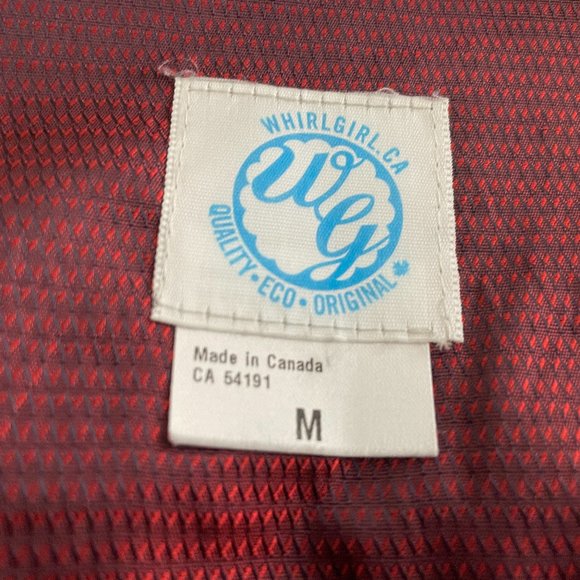 WHIRLGIRL.CA
WG
QUALITY • ECO • ORIGINAL
Made in Canada
CA 54191
M